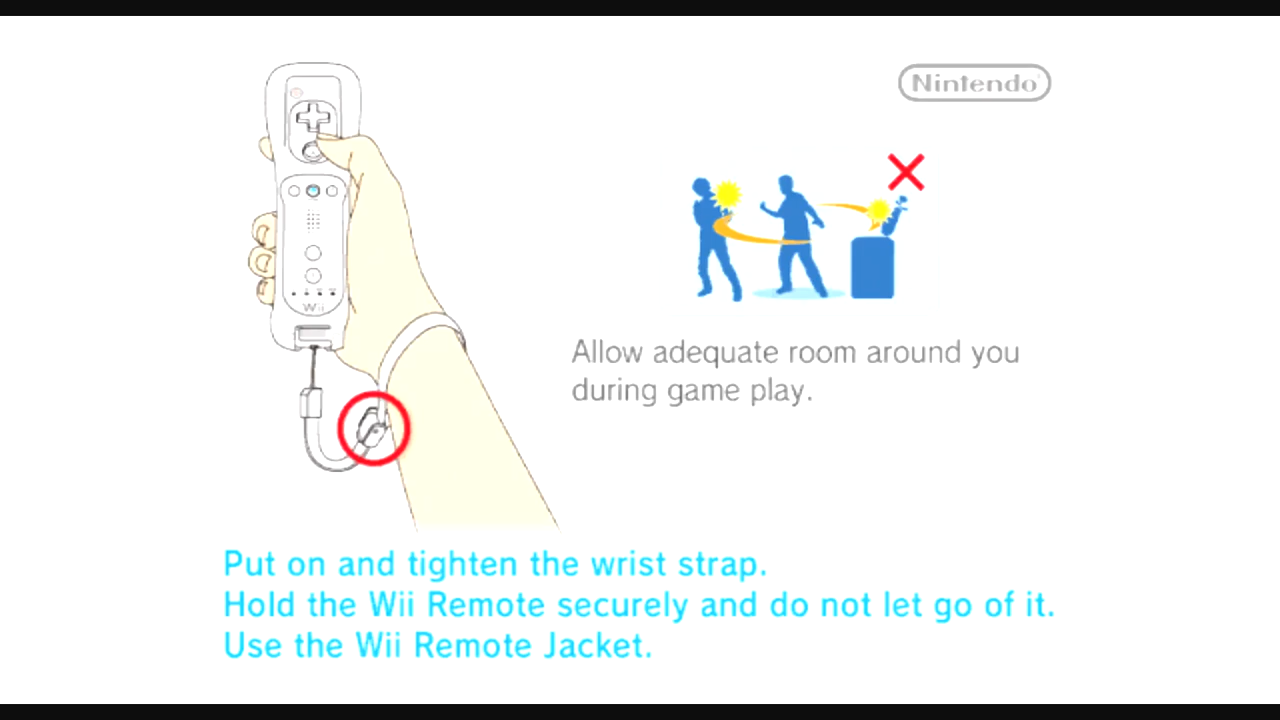 Nintendo
Wii
Allow adequate room around you
during game play.
Put on and tighten the wrist strap.
Hold the Wii Remote securely and do not let go of it.
Use the Wii Remote Jacket.